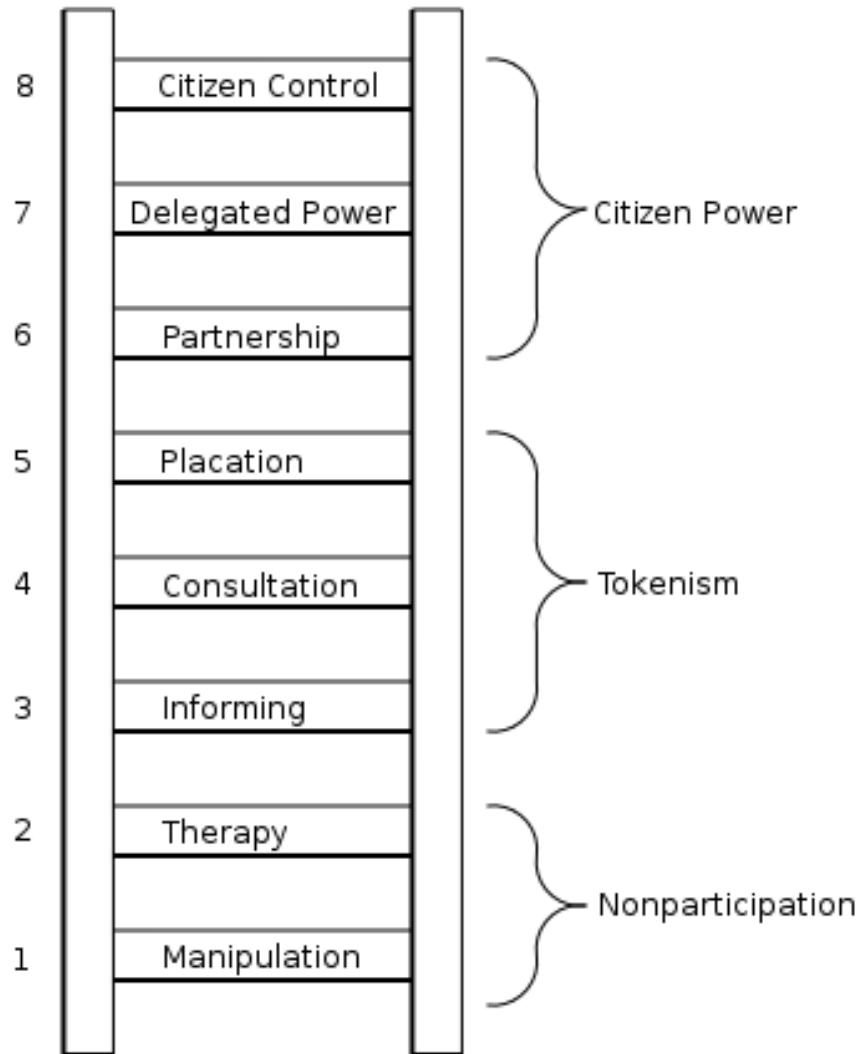 8 Citizen Control
7 Delegated Power Citizen Power
6 Partnership
5 Placation
4 Consultation Tokenism
3 Informing
2 Therapy
Nonparticipation
1 Manipulation